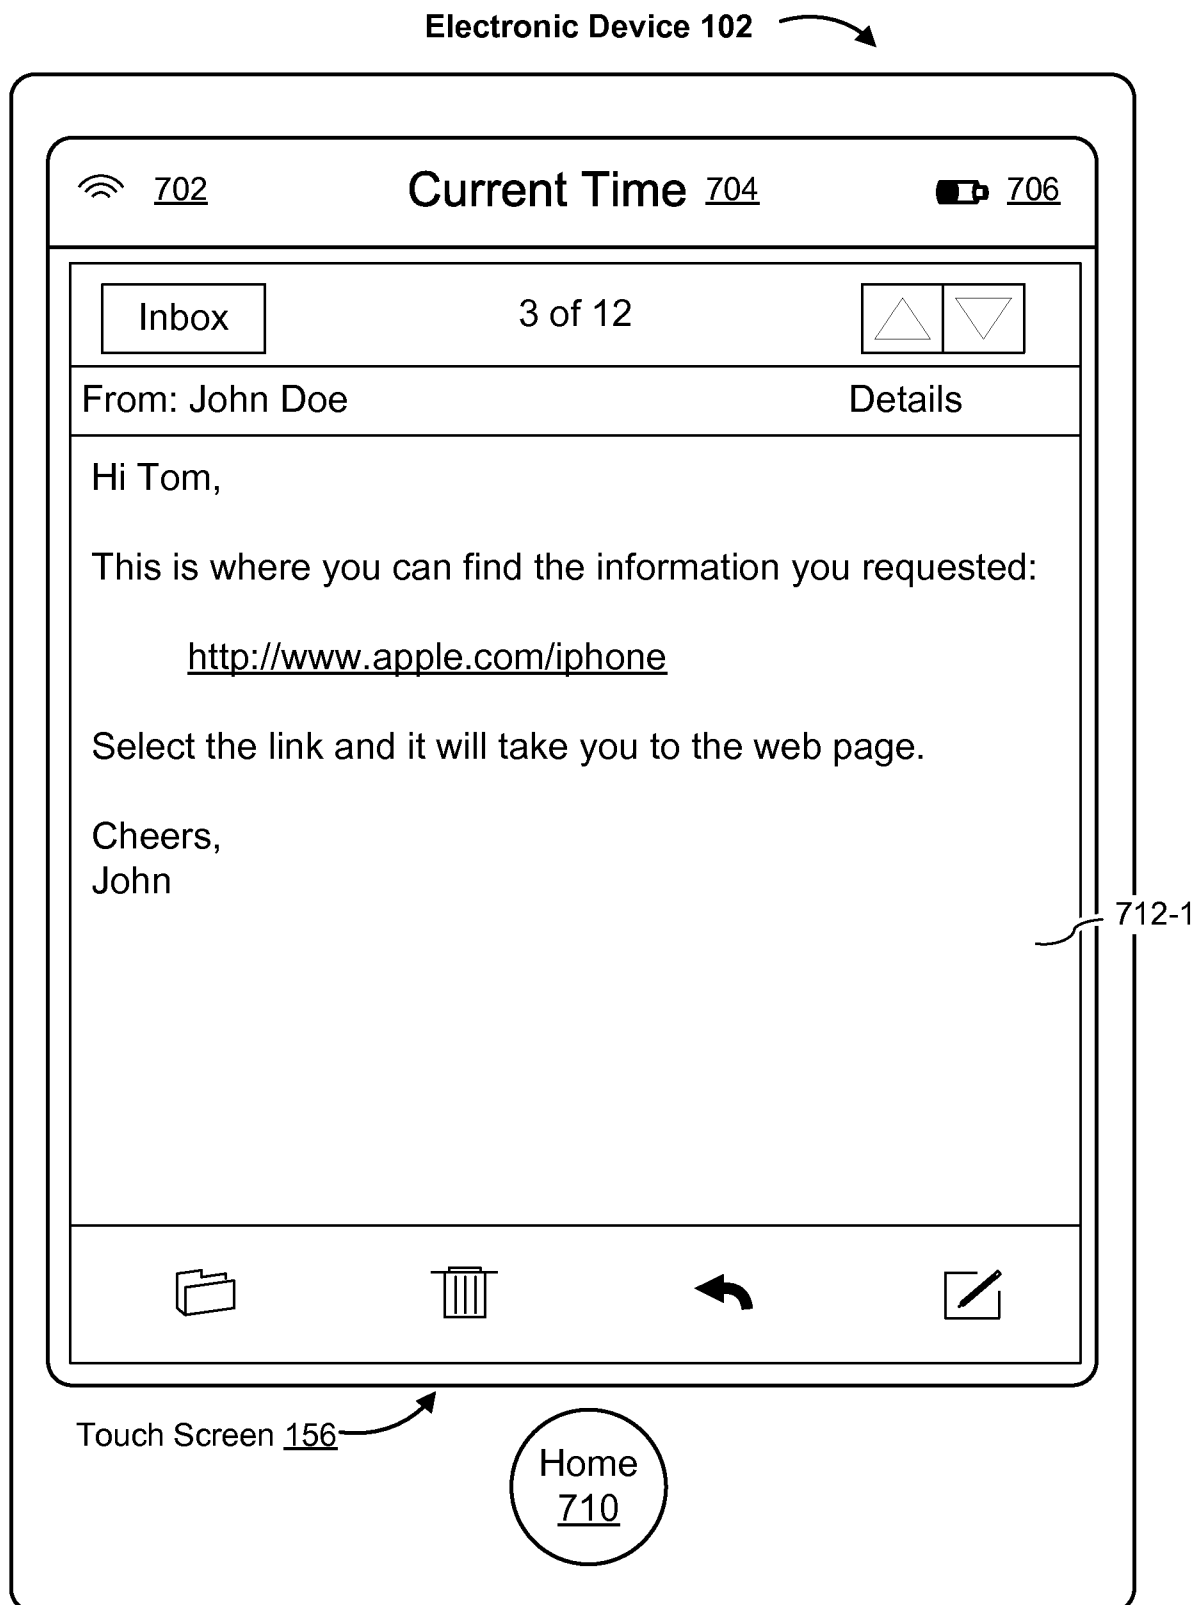 Electronic Device 102
702 Current Time 704 706
Inbox 3 of 12
From: John Doe Details
Hi Tom,
This is where you can find the information you requested:
http://www.apple.com/iphone
Select the link and it will take you to the web page.
Cheers,
John
712-1
Touch Screen 156
Home
710